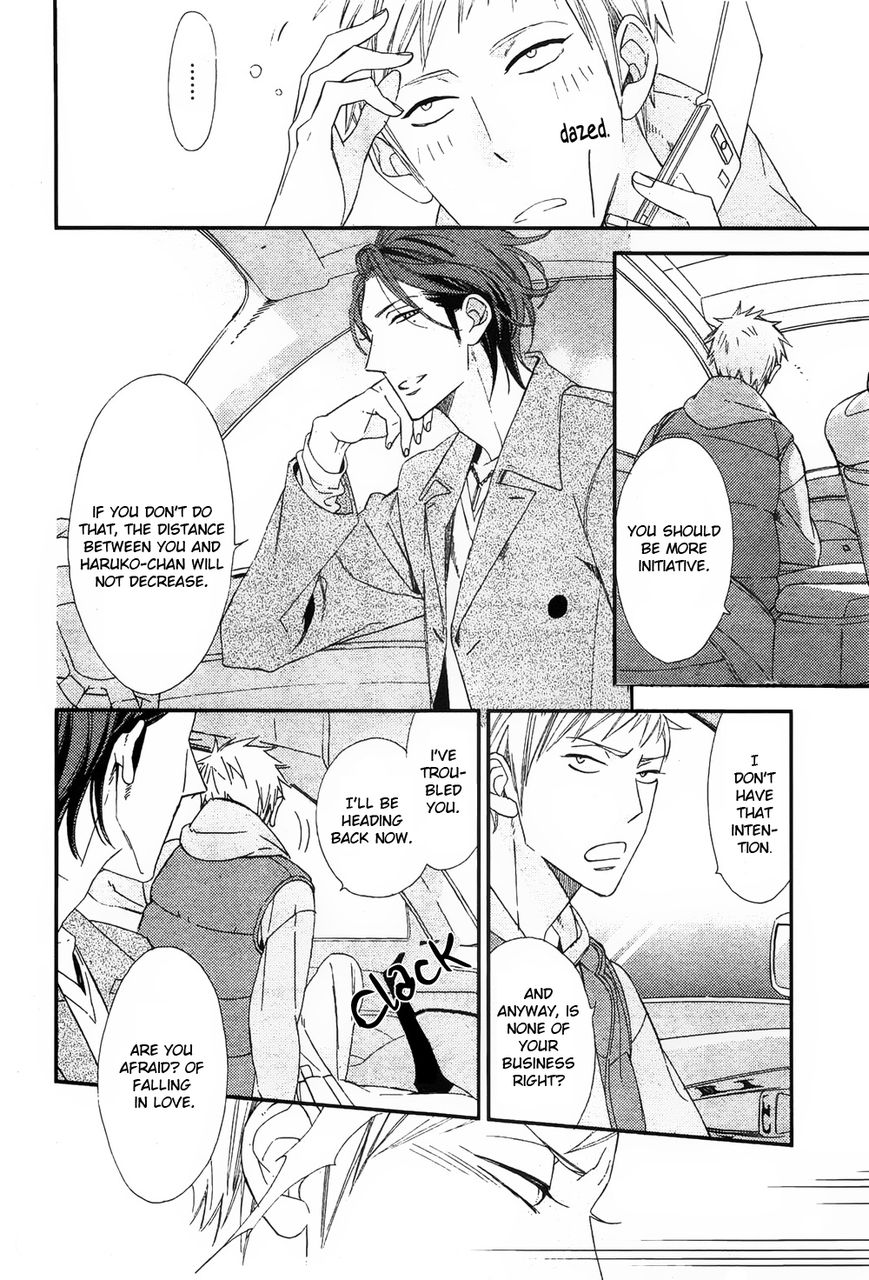 ........
dazed.
YOU SHOULD
BE MORE
INITIATIVE.
IF YOU DON'T DO
THAT, THE DISTANCE
BETWEEN YOU AND
HARUKO-CHAN WILL
NOT DECREASE.
I
DON'T
HAVE
THAT
INTEN-
TION.
AND
ANYWAY, IS
NONE OF
YOUR
BUSINESS
RIGHT?
I'VE
TROU-
BLED
YOU.
I'LL BE
HEADING
BACK NOW.
Clack
ARE YOU
AFRAID? OF
FALLING
IN LOVE.